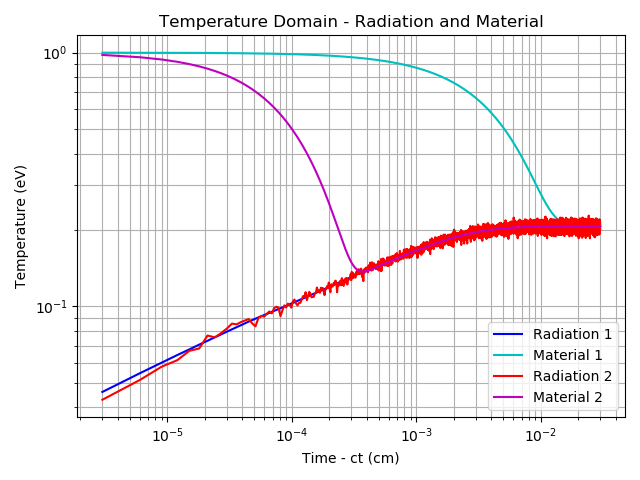 Temperature Domain - Radiation and Material
Temperature (eV)
10⁰
10⁻¹
Radiation 1
Material 1
Radiation 2
Material 2
10⁻⁵ 10⁻⁴ 10⁻³ 10⁻²
Time - ct (cm)